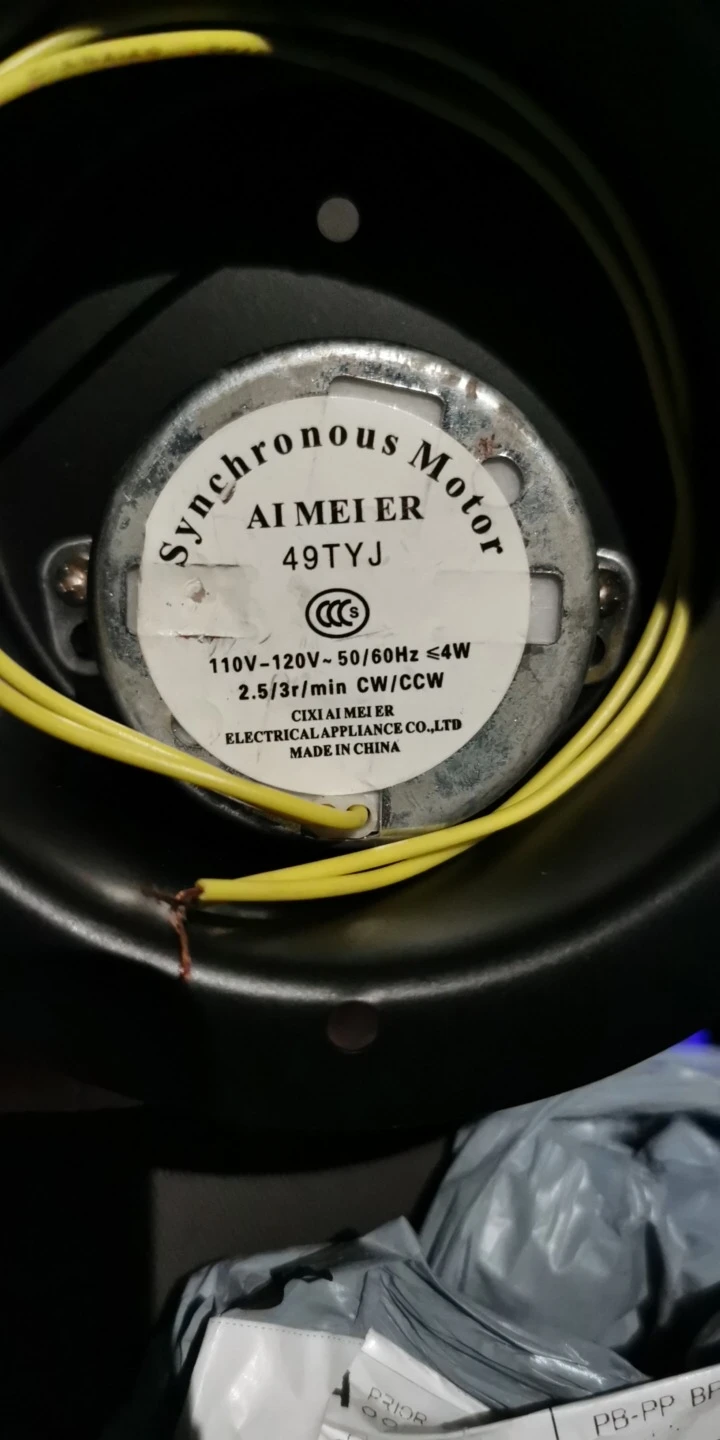 Synchronous Motor
AI MEI ER
49TYJ
CCC S
110V-120V~ 50/60Hz ≤4W
2.5/3r/min CW/CCW
CIXI AI MEI ER
ELECTRICAL APPLIANCE CO.,LTD
MADE IN CHINA
PRIOR
PB-PP